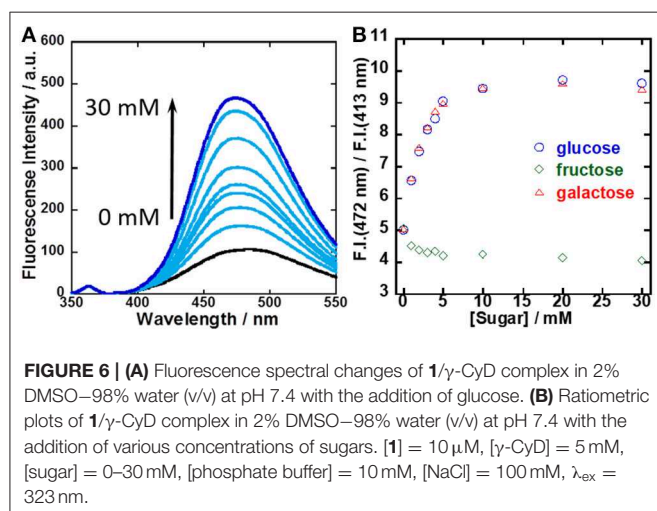 A
Fluorescense Intensity / a.u.
600
500
400
300
200
100
0
30 mM
0 mM
350 400 450 500 550
Wavelength / nm
B
F.I.(472 nm) / F.I.(413 nm)
11
10
9
8
7
6
5
4
3
glucose
fructose
galactose
0 5 10 15 20 25 30
[Sugar] / mM
FIGURE 6 | (A) Fluorescence spectral changes of 1/γ-CyD complex in 2%
DMSO−98% water (v/v) at pH 7.4 with the addition of glucose. (B) Ratiometric
plots of 1/γ-CyD complex in 2% DMSO−98% water (v/v) at pH 7.4 with the
addition of various concentrations of sugars. [1] = 10 μM, [γ-CyD] = 5 mM,
[sugar] = 0–30 mM, [phosphate buffer] = 10 mM, [NaCl] = 100 mM, λex =
323 nm.